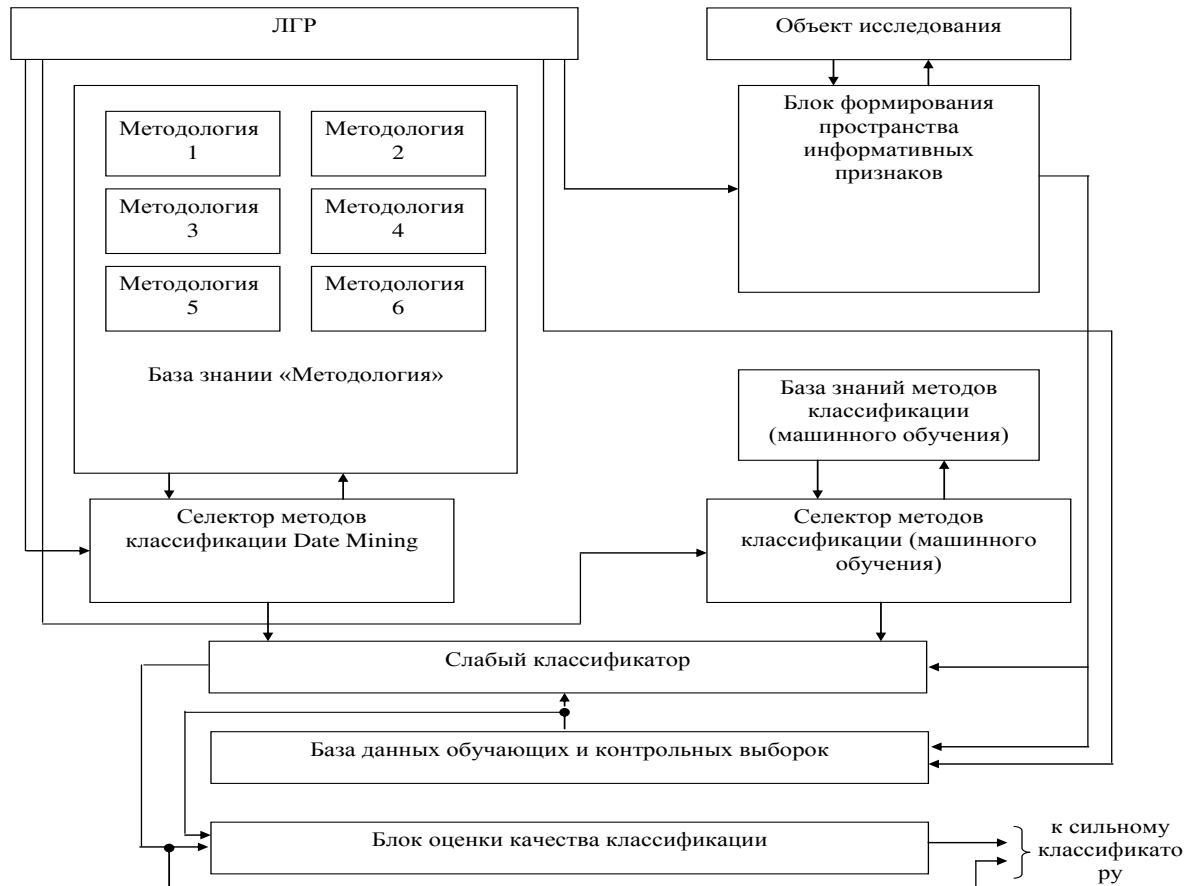 ЛГР
Объект исследования
Блок формирования
пространства
информативных
признаков
Методология
1
Методология
2
Методология
3
Методология
4
Методология
5
Методология
6
База знании «Методология»
База знаний методов
классификации
(машинного обучения)
Селектор методов
классификации Date Mining
Селектор методов
классификации (машинного
обучения)
Слабый классификатор
База данных обучающих и контрольных выборок
Блок оценки качества классификации
к сильному
классификато
ру